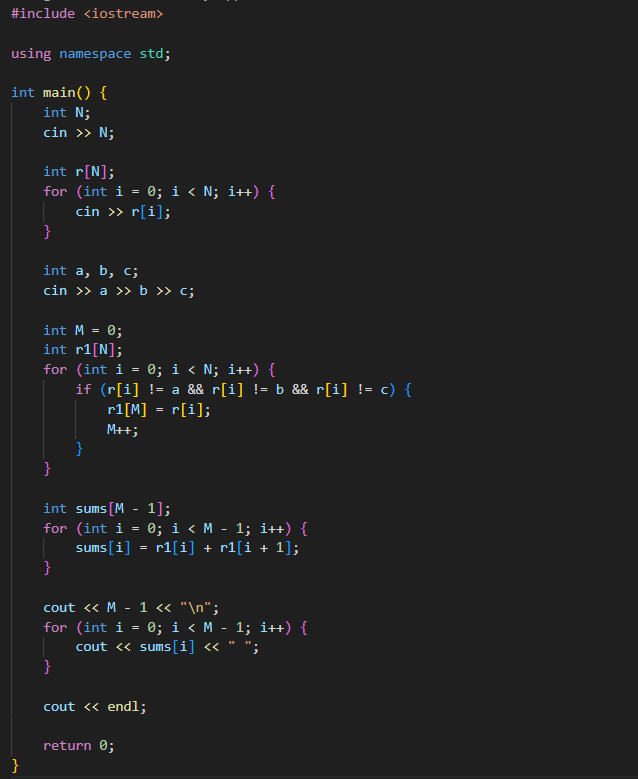 #include <iostream>
using namespace std;
int main() {
int N;
cin >> N;
int r[N];
for (int i = 0; i < N; i++) {
cin >> r[i];
}
int a, b, c;
cin >> a >> b >> c;
int M = 0;
int r1[N];
for (int i = 0; i < N; i++) {
if (r[i] != a && r[i] != b && r[i] != c) {
r1[M] = r[i];
M++;
}
}
int sums[M - 1];
for (int i = 0; i < M - 1; i++) {
sums[i] = r1[i] + r1[i + 1];
}
cout << M - 1 << "\n";
for (int i = 0; i < M - 1; i++) {
cout << sums[i] << " ";
}
cout << endl;
return 0;
}